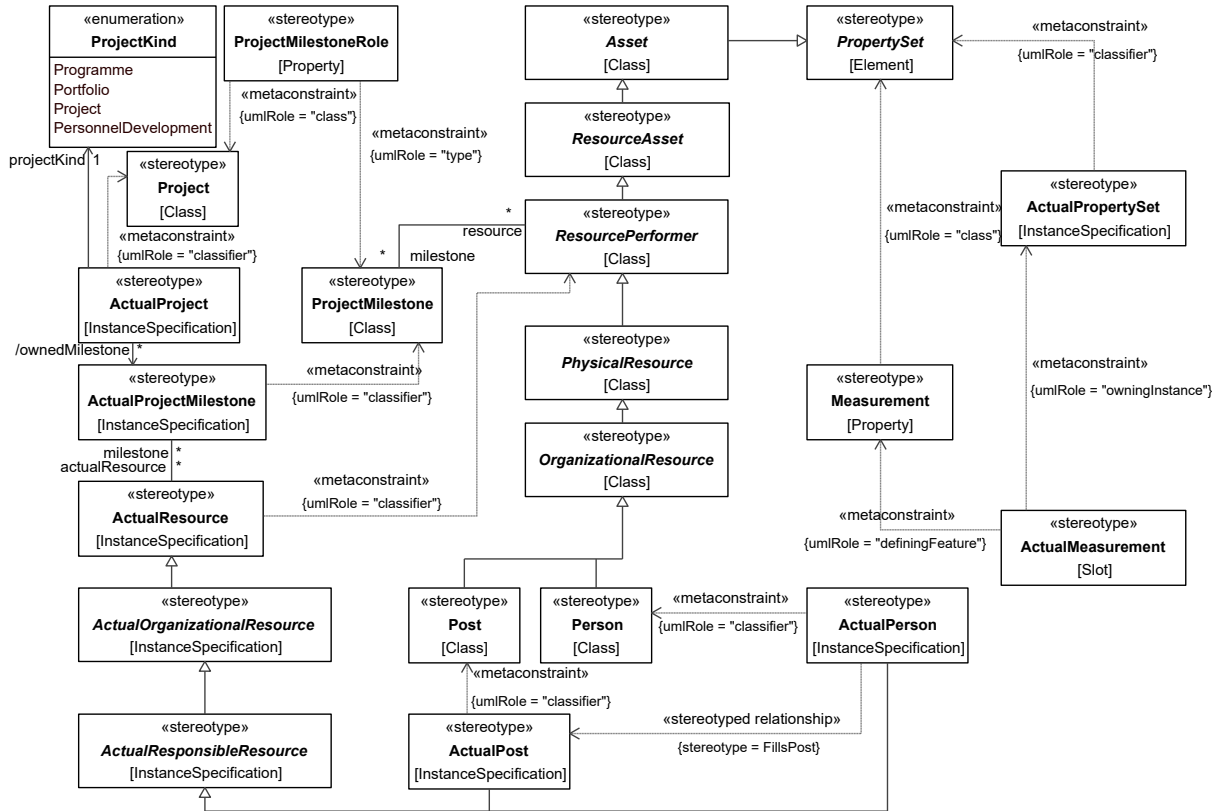 «enumeration»
ProjectKind
Programme
Portfolio
Project
PersonnelDevelopment
«stereotype»
ProjectMilestoneRole
[Property]
«stereotype»
Asset
[Class]
«stereotype»
PropertySet
[Element]
«metaconstraint»
{umlRole = "classifier"}
«metaconstraint»
{umlRole = "class"}
«metaconstraint»
{umlRole = "type"}
«stereotype»
ResourceAsset
[Class]
projectKind 1
«stereotype»
Project
[Class]
«stereotype»
ActualPropertySet
[InstanceSpecification]
«metaconstraint»
{umlRole = "classifier"}
*
resource
«stereotype»
ResourcePerformer
[Class]
«metaconstraint»
{umlRole = "class"}
* milestone
«stereotype»
ActualProject
[InstanceSpecification]
«stereotype»
ProjectMilestone
[Class]
/ownedMilestone *
«stereotype»
PhysicalResource
[Class]
«stereotype»
ActualProjectMilestone
[InstanceSpecification]
«metaconstraint»
{umlRole = "classifier"}
«stereotype»
Measurement
[Property]
«metaconstraint»
{umlRole = "owningInstance"}
«stereotype»
OrganizationalResource
[Class]
milestone *
actualResource *
«stereotype»
ActualResource
[InstanceSpecification]
«metaconstraint»
{umlRole = "classifier"}
«metaconstraint»
{umlRole = "definingFeature"}
«stereotype»
ActualMeasurement
[Slot]
«stereotype»
ActualOrganizationalResource
[InstanceSpecification]
«stereotype»
Post
[Class]
«stereotype»
Person
[Class]
«metaconstraint»
{umlRole = "classifier"}
«stereotype»
ActualPerson
[InstanceSpecification]
«metaconstraint»
{umlRole = "classifier"}
«stereotype»
ActualResponsibleResource
[InstanceSpecification]
«stereotype»
ActualPost
[InstanceSpecification]
«stereotyped relationship»
{stereotype = FillsPost}